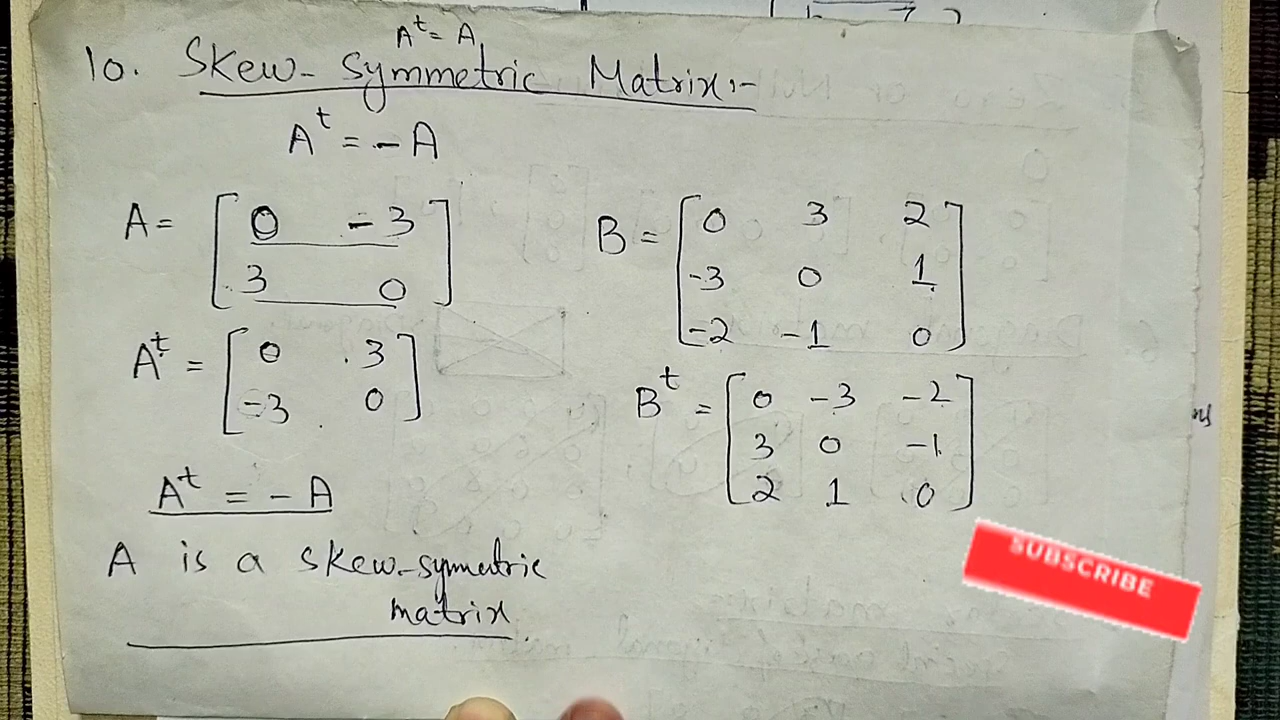 A^t = A
10. Skew-Symmetric Matrix:-
A^t = -A
A = [0 -3
3 0]
A^t = [0 3
-3 0]
A^t = -A
A is a skew-symmetric
matrix
B = [0 3 2
-3 0 1
-2 -1 0]
B^t = [0 -3 -2
3 0 -1
2 1 0]
SUBSCRIBE